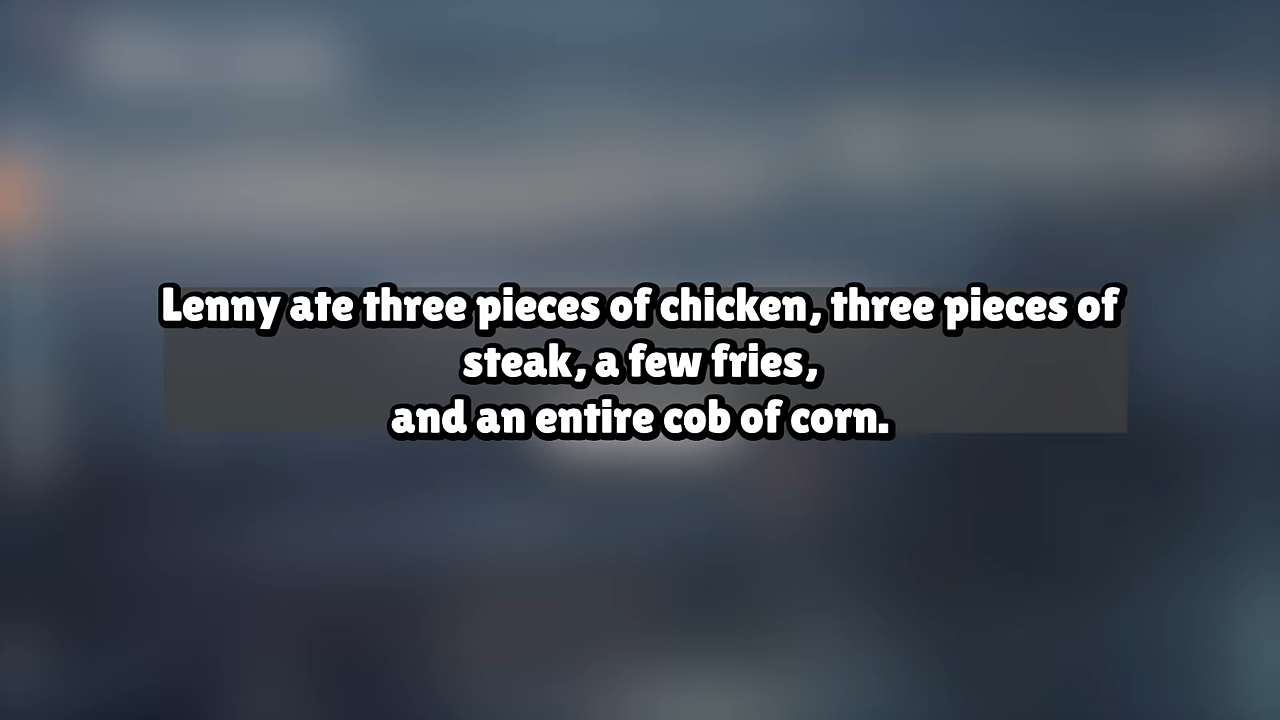 Lenny ate three pieces of chicken, three pieces of
steak, a few fries,
and an entire cob of corn.